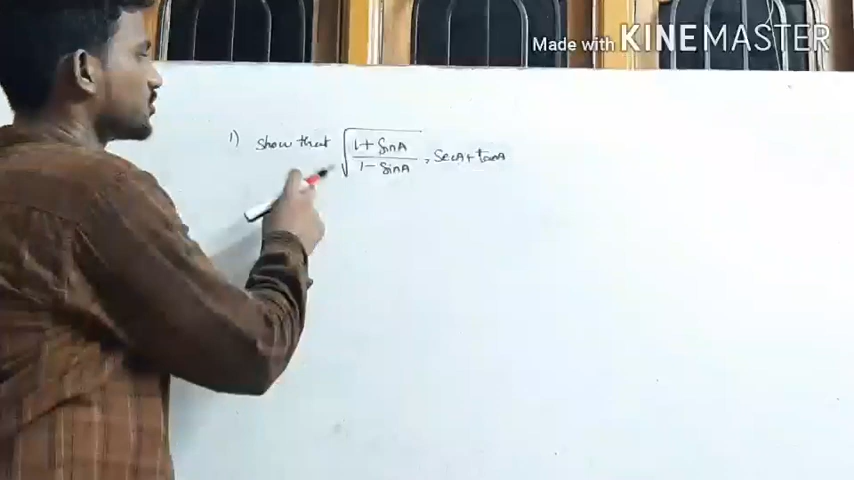 Made with KINEMASTER
1) show that √(1+sinA / 1-sinA) = SecA+tanA